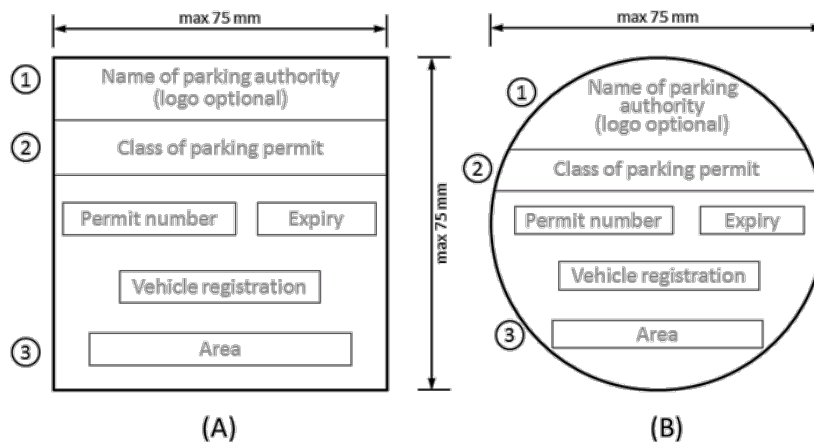 max 75 mm
1
Name of parking authority
(logo optional)
2
Class of parking permit
Permit number
Expiry
Vehicle registration
3
Area
max 75 mm
(A)
max 75 mm
1
Name of parking
authority
(logo optional)
2
Class of parking permit
Permit number
Expiry
Vehicle registration
3
Area
(B)